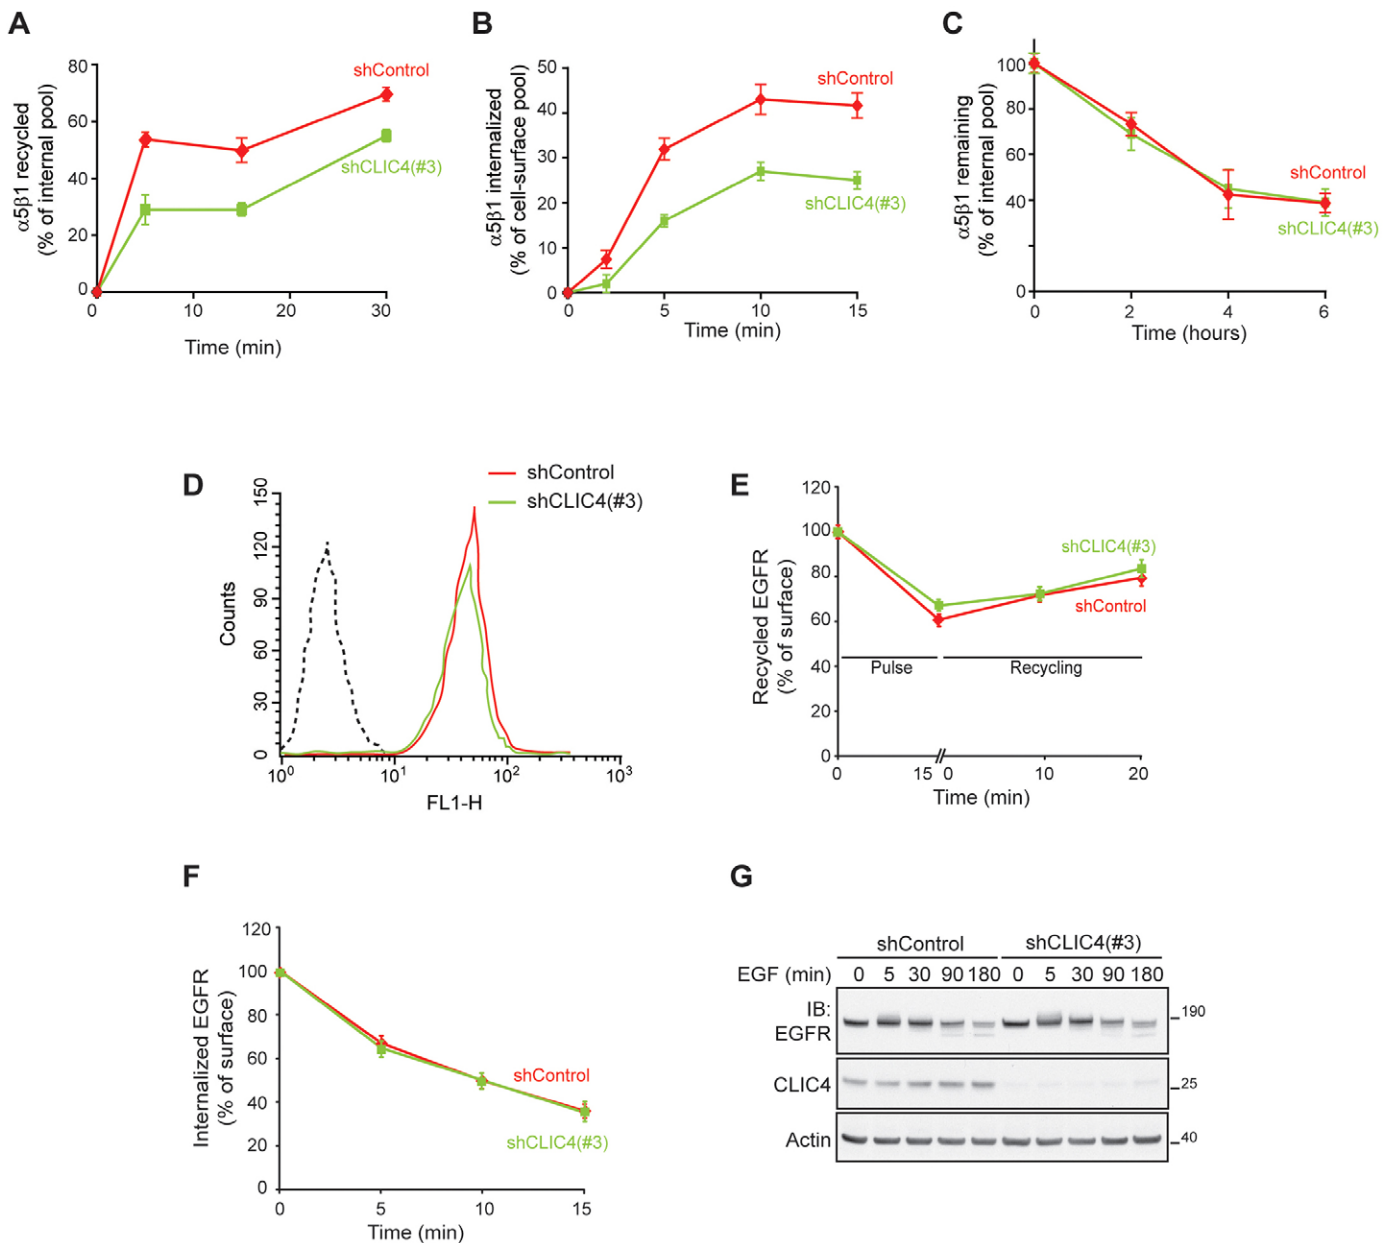 A
α5β1 recycled
(% of internal pool)
80
60
40
20
0
0 10 20 30
Time (min)
shControl
shCLIC4(#3)
B
α5β1 internalized
(% of cell-surface pool)
50
40
30
20
10
0
0 5 10 15
Time (min)
shControl
shCLIC4(#3)
C
α5β1 remaining
(% of internal pool)
100
80
60
40
0
0 2 4 6
Time (hours)
shControl
shCLIC4(#3)
D
shControl
shCLIC4(#3)
Counts
150
120
90
60
30
0
10⁰ 10¹ 10² 10³
FL1-H
E
Recycled EGFR
(% of surface)
120
100
80
60
40
20
0
shCLIC4(#3)
shControl
Pulse Recycling
0 15 0 10 20
Time (min)
F
Internalized EGFR
(% of surface)
120
100
80
60
40
20
0
shControl
shCLIC4(#3)
0 5 10 15
Time (min)
G
shControl shCLIC4(#3)
EGF (min) 0 5 30 90 180 0 5 30 90 180
IB:
EGFR
190
CLIC4 25
Actin 40